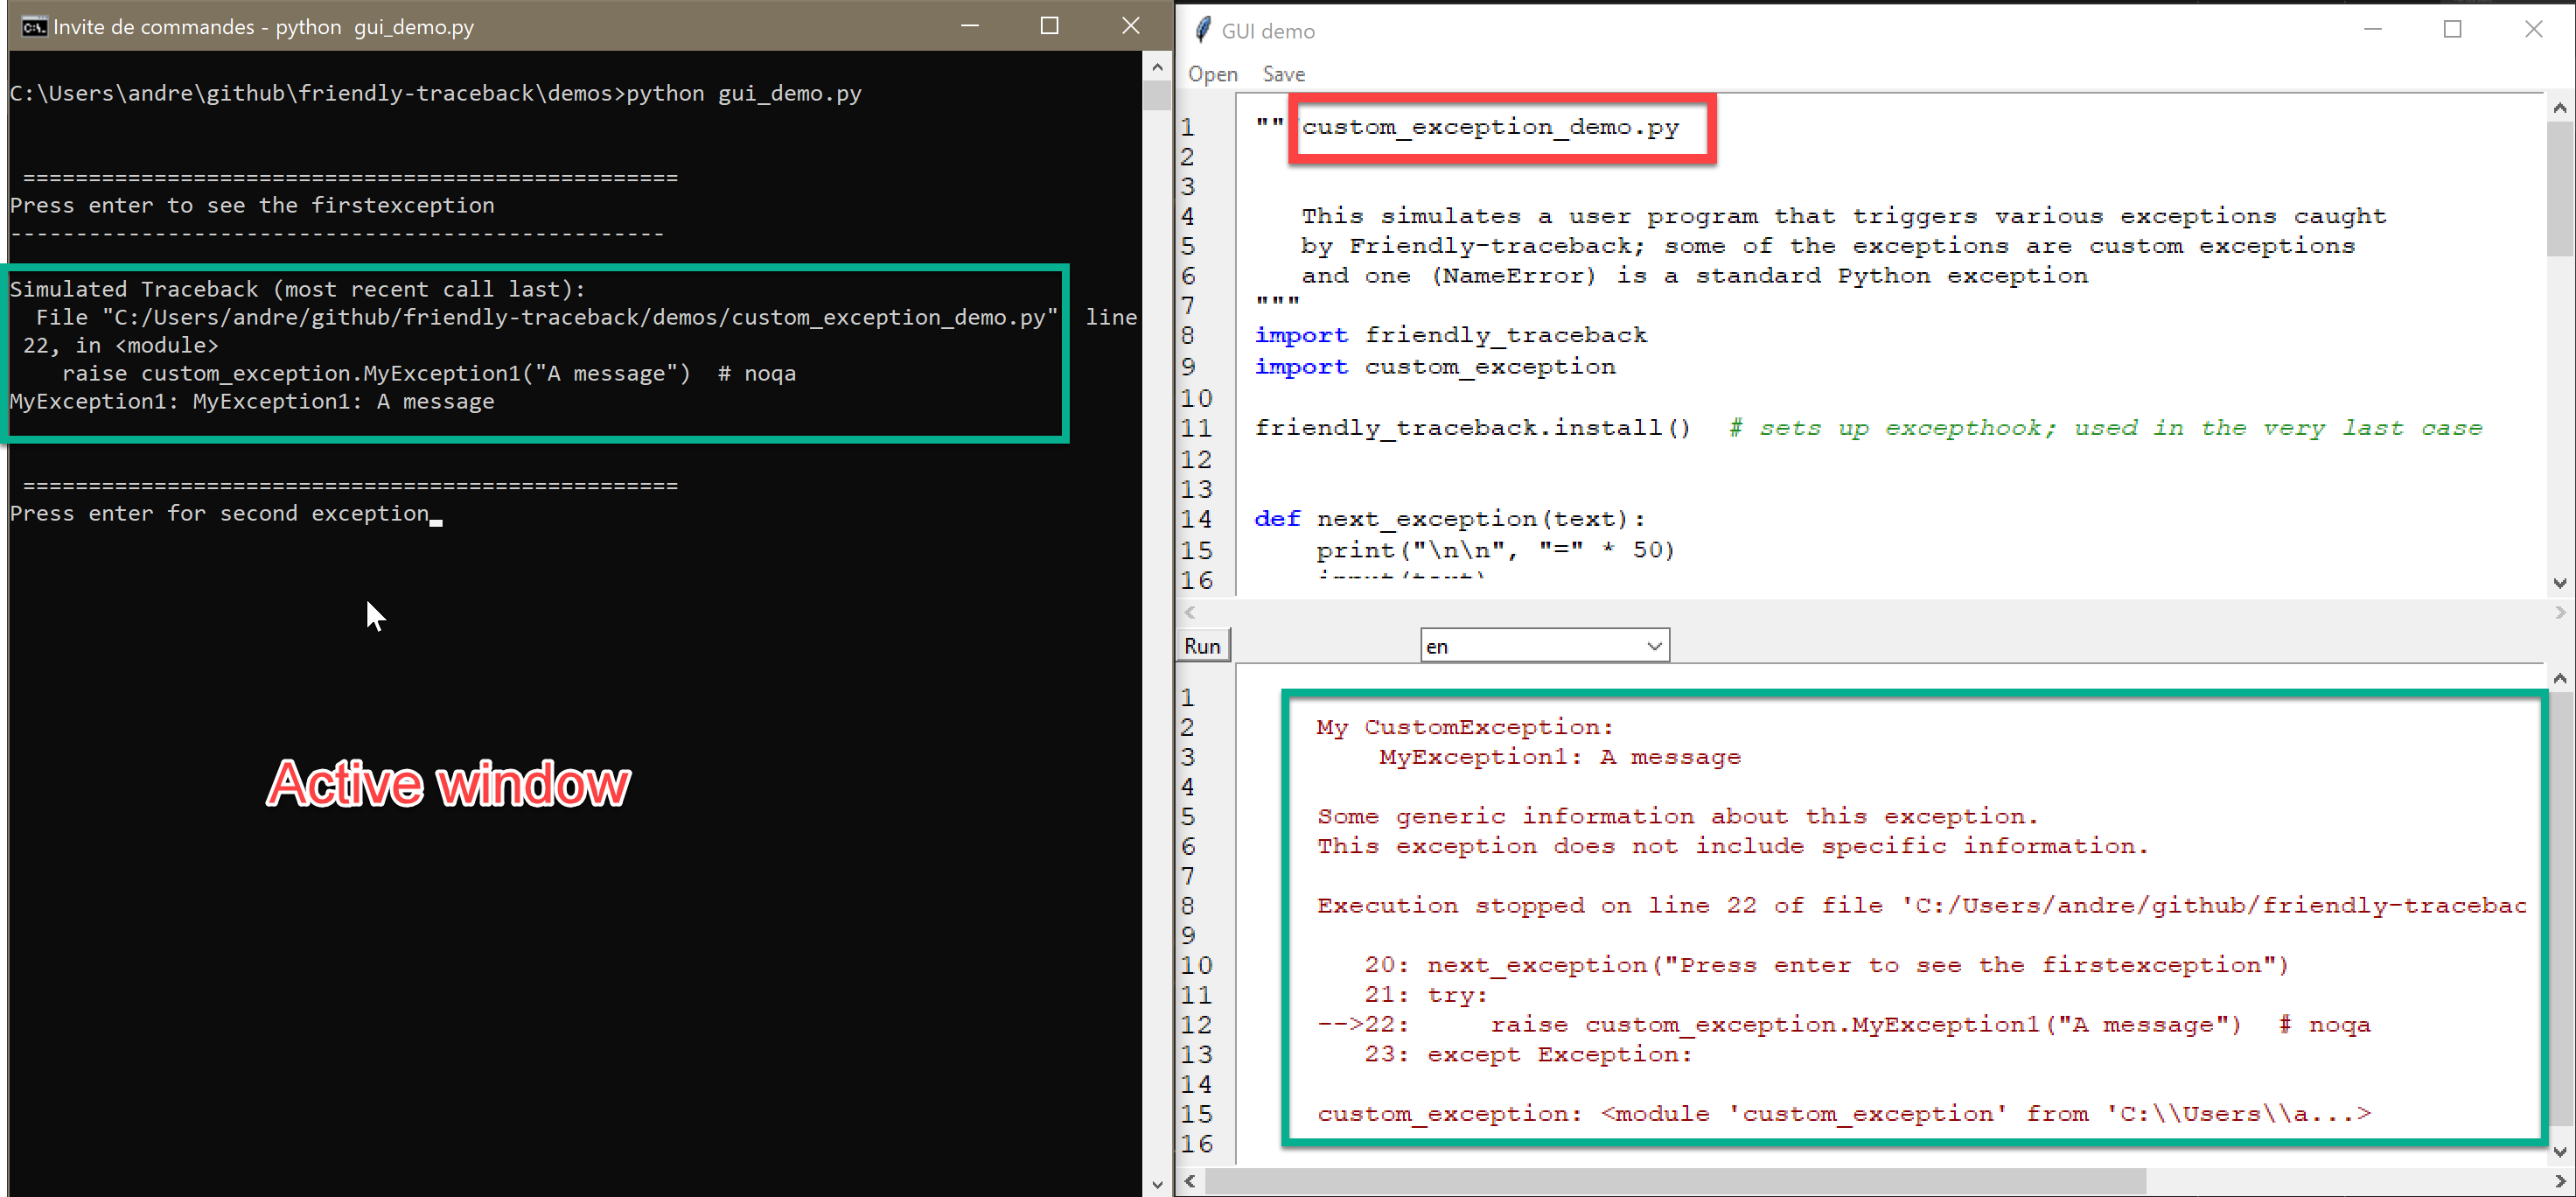 Invite de commandes - python  gui_demo.py
C:\Users\andre\github\friendly-traceback\demos>python gui_demo.py
==================================================
Press enter to see the firstexception
--------------------------------------------------
Simulated Traceback (most recent call last):
  File "C:/Users/andre/github/friendly-traceback/demos/custom_exception_demo.py"  line
 22, in <module>
    raise custom_exception.MyException1("A message")  # noqa
MyException1: MyException1: A message
==================================================
Press enter for second exception
Active window
GUI demo
Open Save
1 ""custom_exception_demo.py
2
3
4    This simulates a user program that triggers various exceptions caught
5    by Friendly-traceback; some of the exceptions are custom exceptions
6    and one (NameError) is a standard Python exception
7 """
8 import friendly_traceback
9 import custom_exception
10
11 friendly_traceback.install()  # sets up excepthook; used in the very last case
12
13
14 def next_exception(text):
15     print("\n\n", "=" * 50)
16
Run en
1
2 My CustomException:
3     MyException1: A message
4
5 Some generic information about this exception.
6 This exception does not include specific information.
7
8 Execution stopped on line 22 of file 'C:/Users/andre/github/friendly-tracebac
9
10    20: next_exception("Press enter to see the firstexception")
11    21: try:
12 -->22:     raise custom_exception.MyException1("A message")  # noqa
13    23: except Exception:
14
15 custom_exception: <module 'custom_exception' from 'C:\\Users\\a...>
16